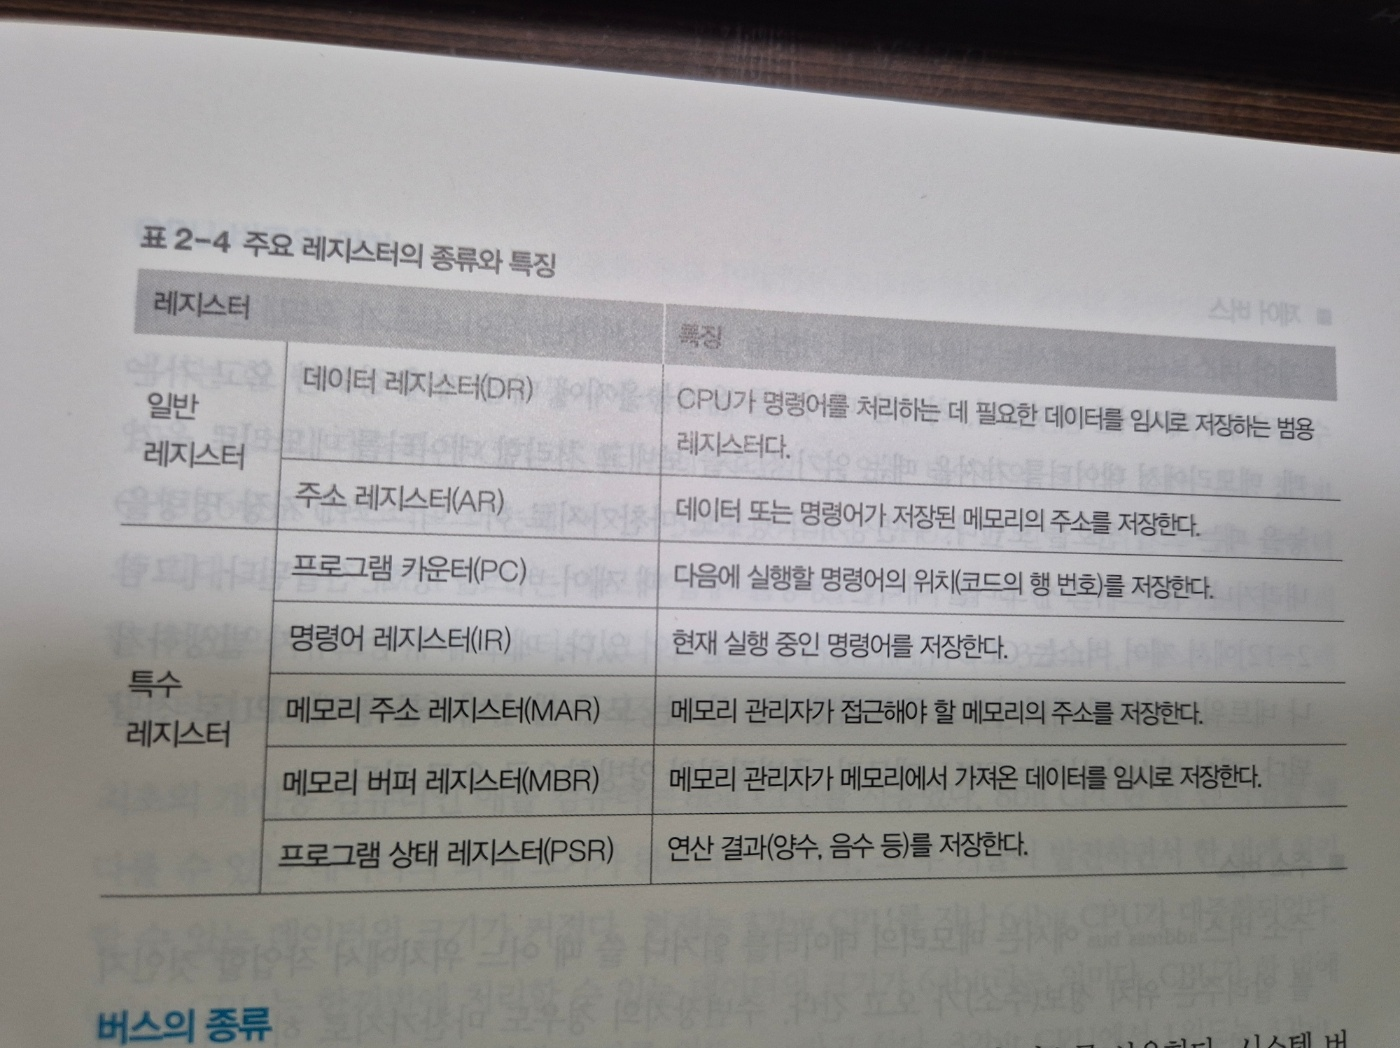 표 2-4 주요 레지스터의 종류와 특징
레지스터
특징
일반
레지스터
데이터 레지스터(DR)
CPU가 명령어를 처리하는 데 필요한 데이터를 임시로 저장하는 범용
레지스터다.
주소 레지스터(AR)
데이터 또는 명령어가 저장된 메모리의 주소를 저장한다.
특수
레지스터
프로그램 카운터(PC)
다음에 실행할 명령어의 위치(코드의 행 번호)를 저장한다.
명령어 레지스터(IR)
현재 실행 중인 명령어를 저장한다.
메모리 주소 레지스터(MAR)
메모리 관리자가 접근해야 할 메모리의 주소를 저장한다.
메모리 버퍼 레지스터(MBR)
메모리 관리자가 메모리에서 가져온 데이터를 임시로 저장한다.
프로그램 상태 레지스터(PSR)
연산 결과(양수, 음수 등)를 저장한다.
버스의 종류
시스템 버